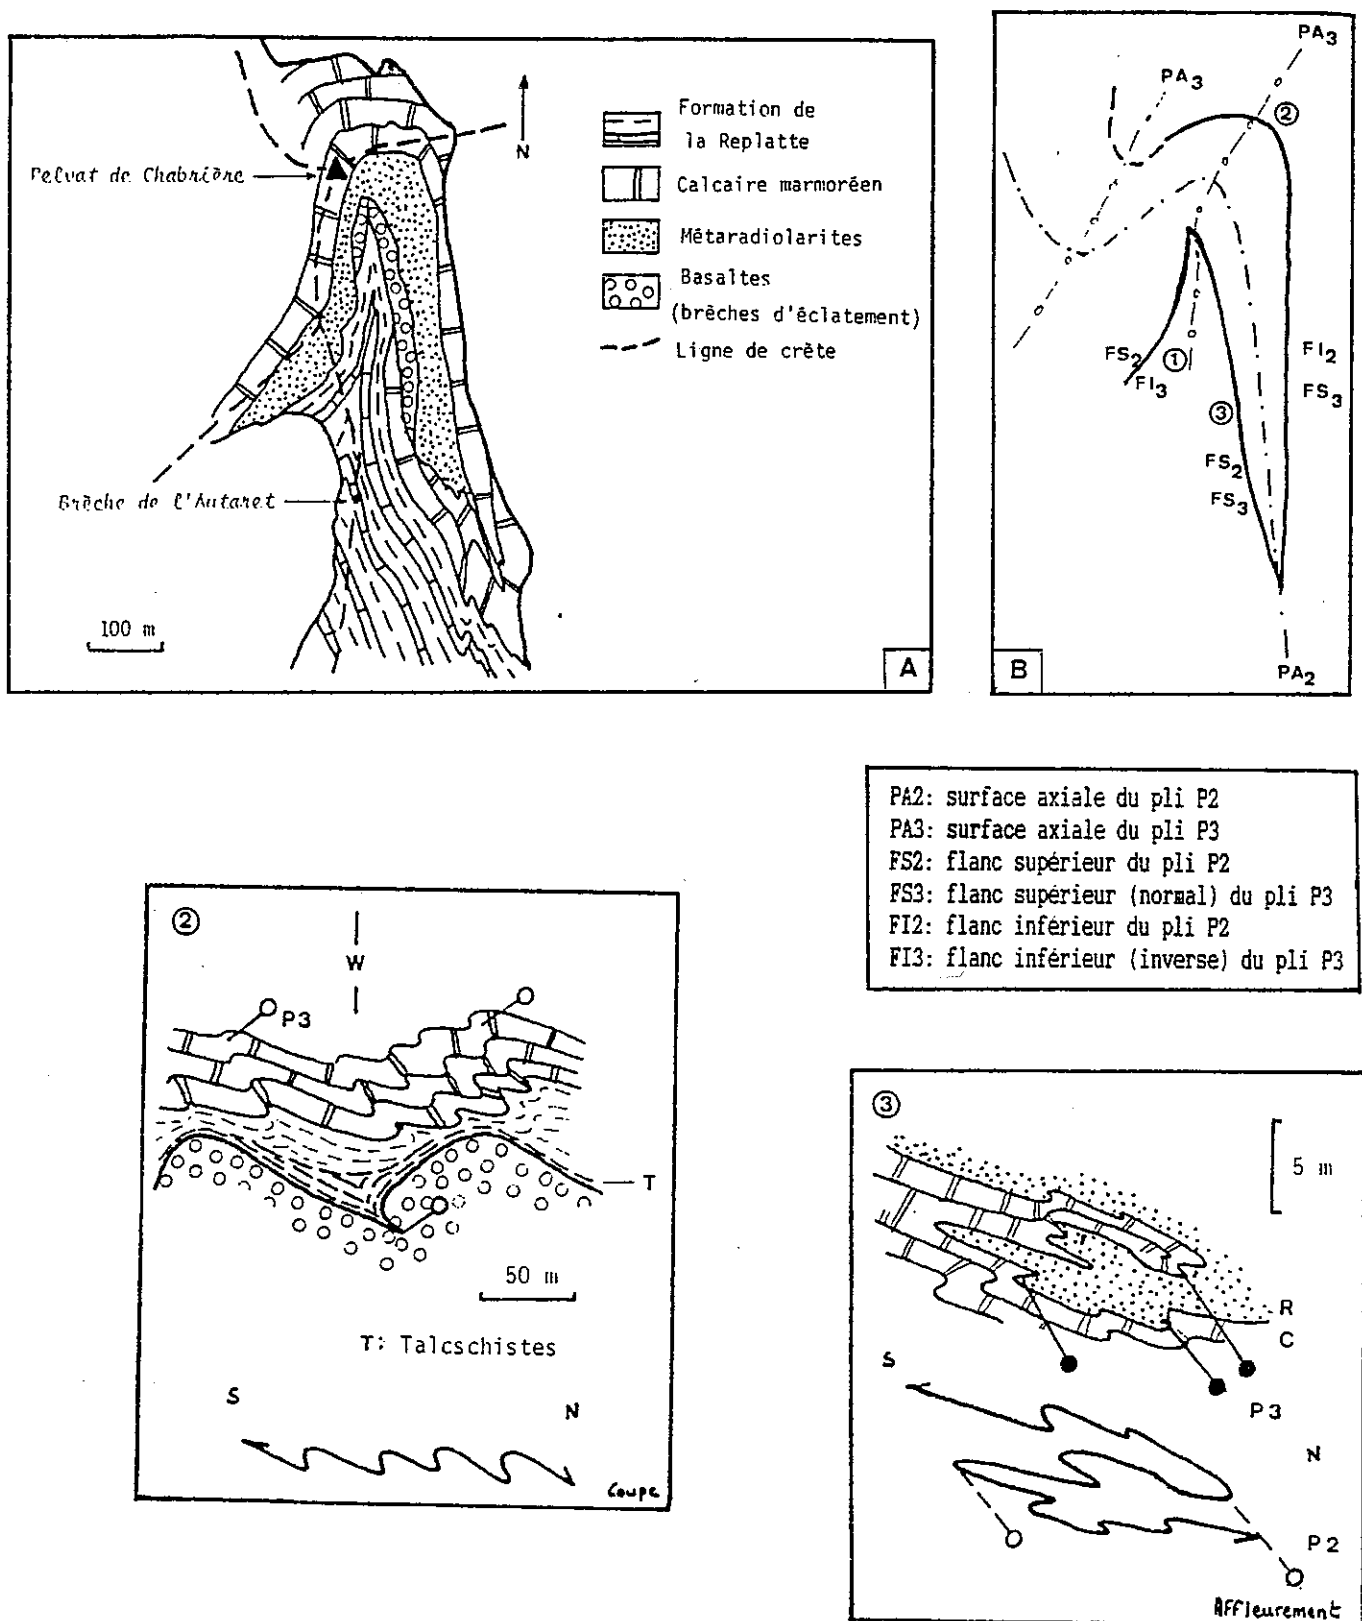 N
Formation de
la Replatte
Pelvat de Chabrière
Calcaire marmoréen
Métaradiolarites
Basaltes
(brèches d'éclatement)
Ligne de crête
Brèche de l'Autaret
100 m
A
PA3
PA3
②
FS2
①
FI3
FI2
FS3
③
FS2
FS3
B
PA2
PA2: surface axiale du pli P2
PA3: surface axiale du pli P3
FS2: flanc supérieur du pli P2
FS3: flanc supérieur (normal) du pli P3
FI2: flanc inférieur du pli P2
FI3: flanc inférieur (inverse) du pli P3
②
W
P3
T
50 m
T: Talcschistes
S
N
Coupe
③
5 m
R
C
S
P3
N
P2
Affleurement